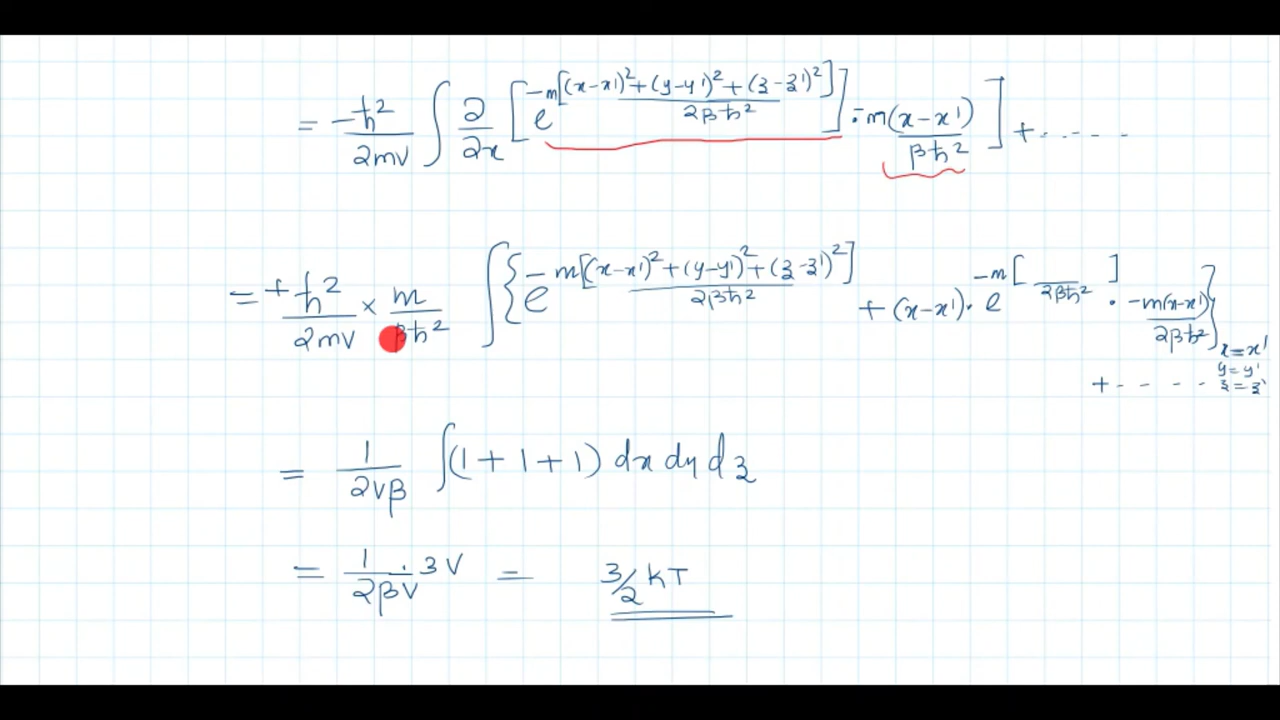 = -ħ²/2mv ∫ ∂/∂x [e^{-m[(x-x')²+(y-y')²+(z-z')²]/2βħ²} · -m(x-x')/βħ²] + .....
= +ħ²/2mv × m/βħ² ∫ {e^{-m[(x-x')²+(y-y')²+(z-z')²]/2βħ²} + (x-x') · e^{-m[ ]/2βħ²} · -m(x-x')/2βħ²} x=x' y=y' z=z'
+ - - - -
= 1/2vβ ∫(1+1+1) dx dy dz
= 1/2βv · 3V = 3/2 KT